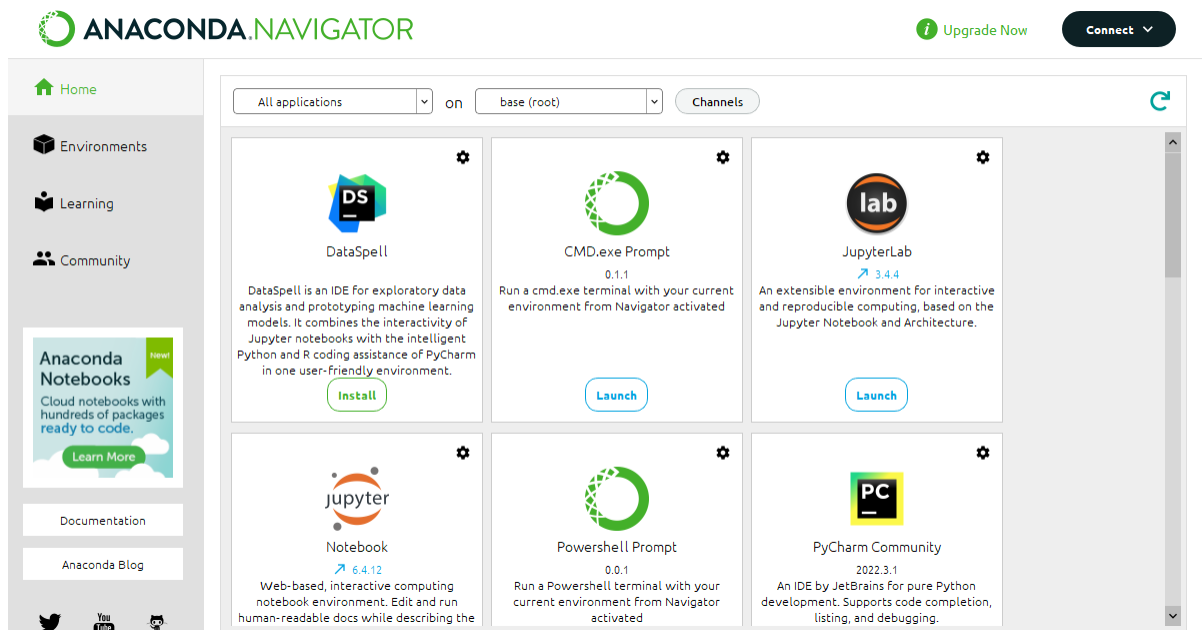 ANACONDA.NAVIGATOR
i Upgrade Now
Connect
Home
Environments
Learning
Community
Anaconda
Notebooks
New!
Cloud notebooks with
hundreds of packages
ready to code.
Learn More
Documentation
Anaconda Blog
You
Tube
All applications
on
base (root)
Channels
DS
DataSpell
DataSpell is an IDE for exploratory data
analysis and prototyping machine learning
models. It combines the interactivity of
Jupyter notebooks with the intelligent
Python and R coding assistance of PyCharm
in one user-friendly environment.
Install
CMD.exe Prompt
0.1.1
Run a cmd.exe terminal with your current
environment from Navigator activated
Launch
lab
JupyterLab
3.4.4
An extensible environment for interactive
and reproducible computing, based on the
Jupyter Notebook and Architecture.
Launch
jupyter
Notebook
6.4.12
Web-based, interactive computing
notebook environment. Edit and run
human-readable docs while describing the
Powershell Prompt
0.0.1
Run a Powershell terminal with your
current environment from Navigator
activated
PC
PyCharm Community
2022.3.1
An IDE by JetBrains for pure Python
development. Supports code completion,
listing, and debugging.